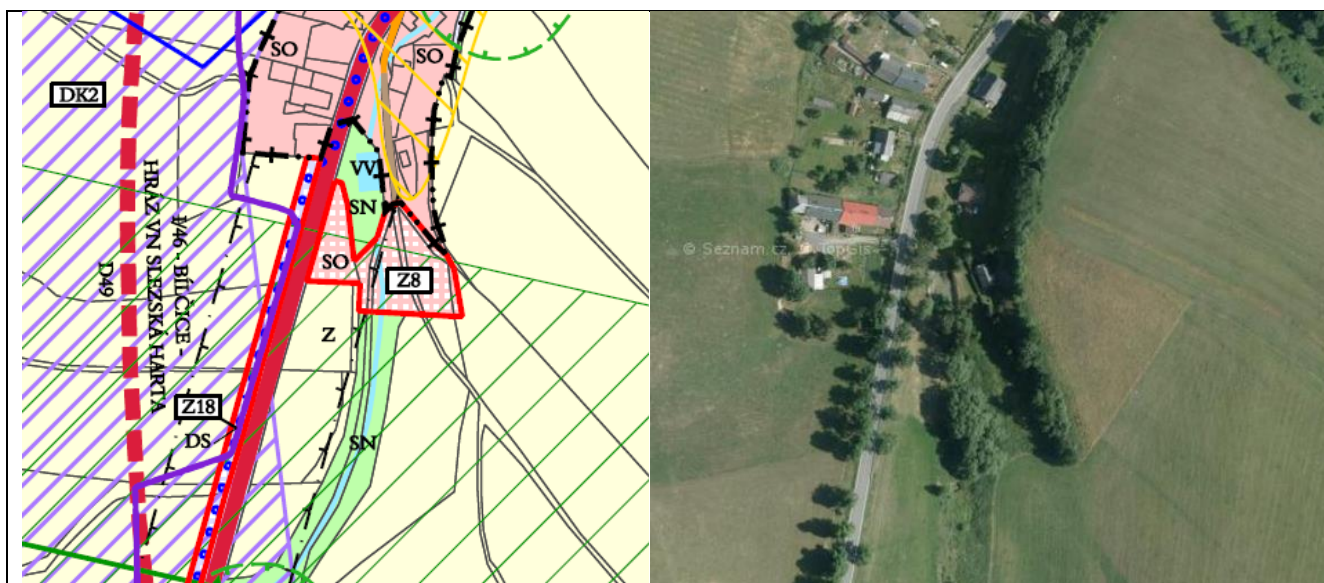 SO
SO
DK2
VV
SN
I/46 - BÍLČICE -
HRÁZ VN SLEZSKÁ HARTA
D49
SO
Z8
Z
Z18
DS
SN
© Seznam.cz, © TopGis